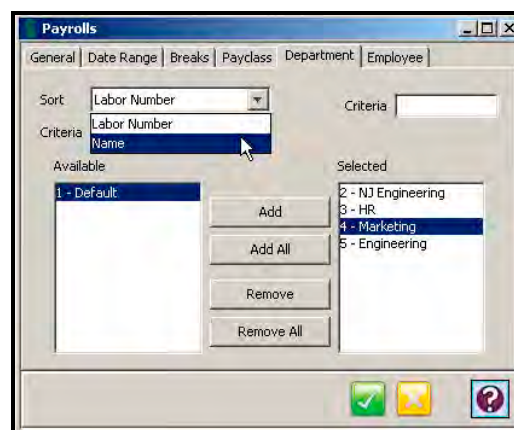 Payrolls
General Date Range Breaks Payclass Department Employee
Sort Labor Number
Criteria
Labor Number
Criteria
Name
Available
Selected
1 - Default
2 - NJ Engineering
3 - HR
4 - Marketing
5 - Engineering
Add
Add All
Remove
Remove All